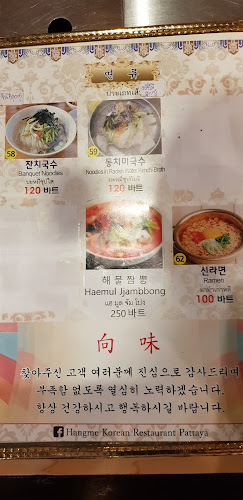 면 류
58
잔치국수
Banquet Noodles
120 바트
59
동치미국수
Noodles in Radish Water Kimchi Broth
120 바트
해물짬뽕
Haemul Jjambbong
250 바트
62
신라면
Ramen
100 바트
向 味
찾아주신 고객 여러분께 진심으로 감사드리며
부족함 없도록 열심히 노력하겠습니다.
항상 건강하시고 행복하시길 바랍니다.
Hangme Korean Restaurant Pattaya